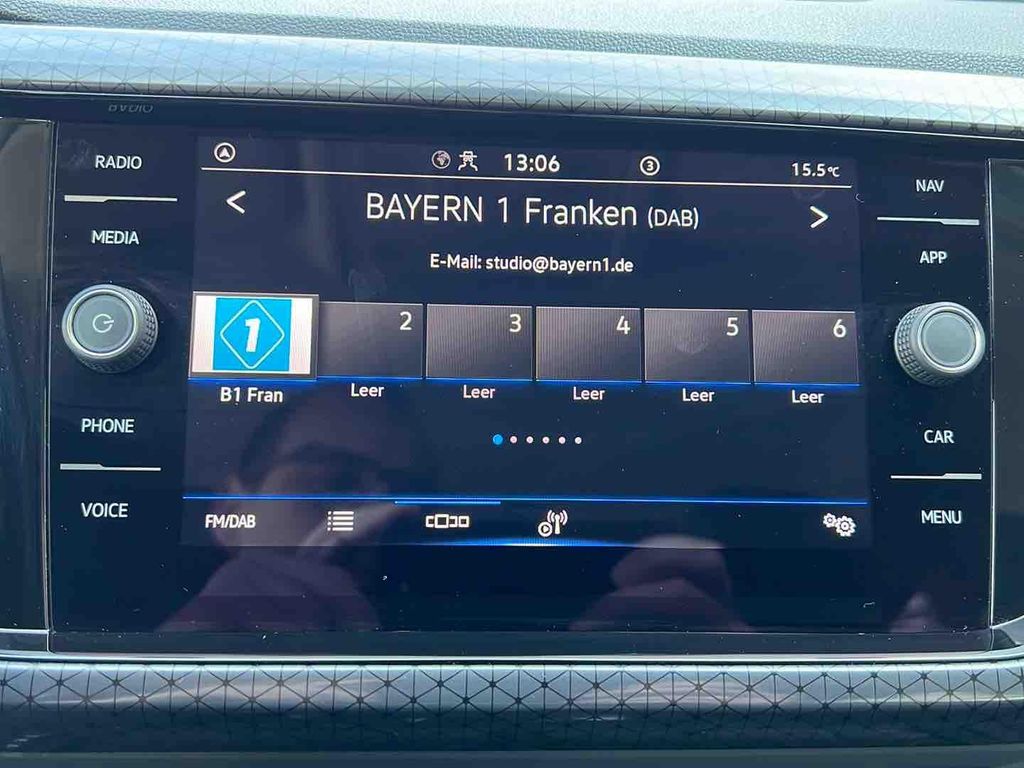 RADIO
MEDIA
PHONE
VOICE
13:06
3
15.5°C
< BAYERN 1 Franken (DAB) >
E-Mail: studio@bayern1.de
1
2
3
4
5
6
B1 Fran
Leer
Leer
Leer
Leer
Leer
FM/DAB
NAV
APP
CAR
MENU